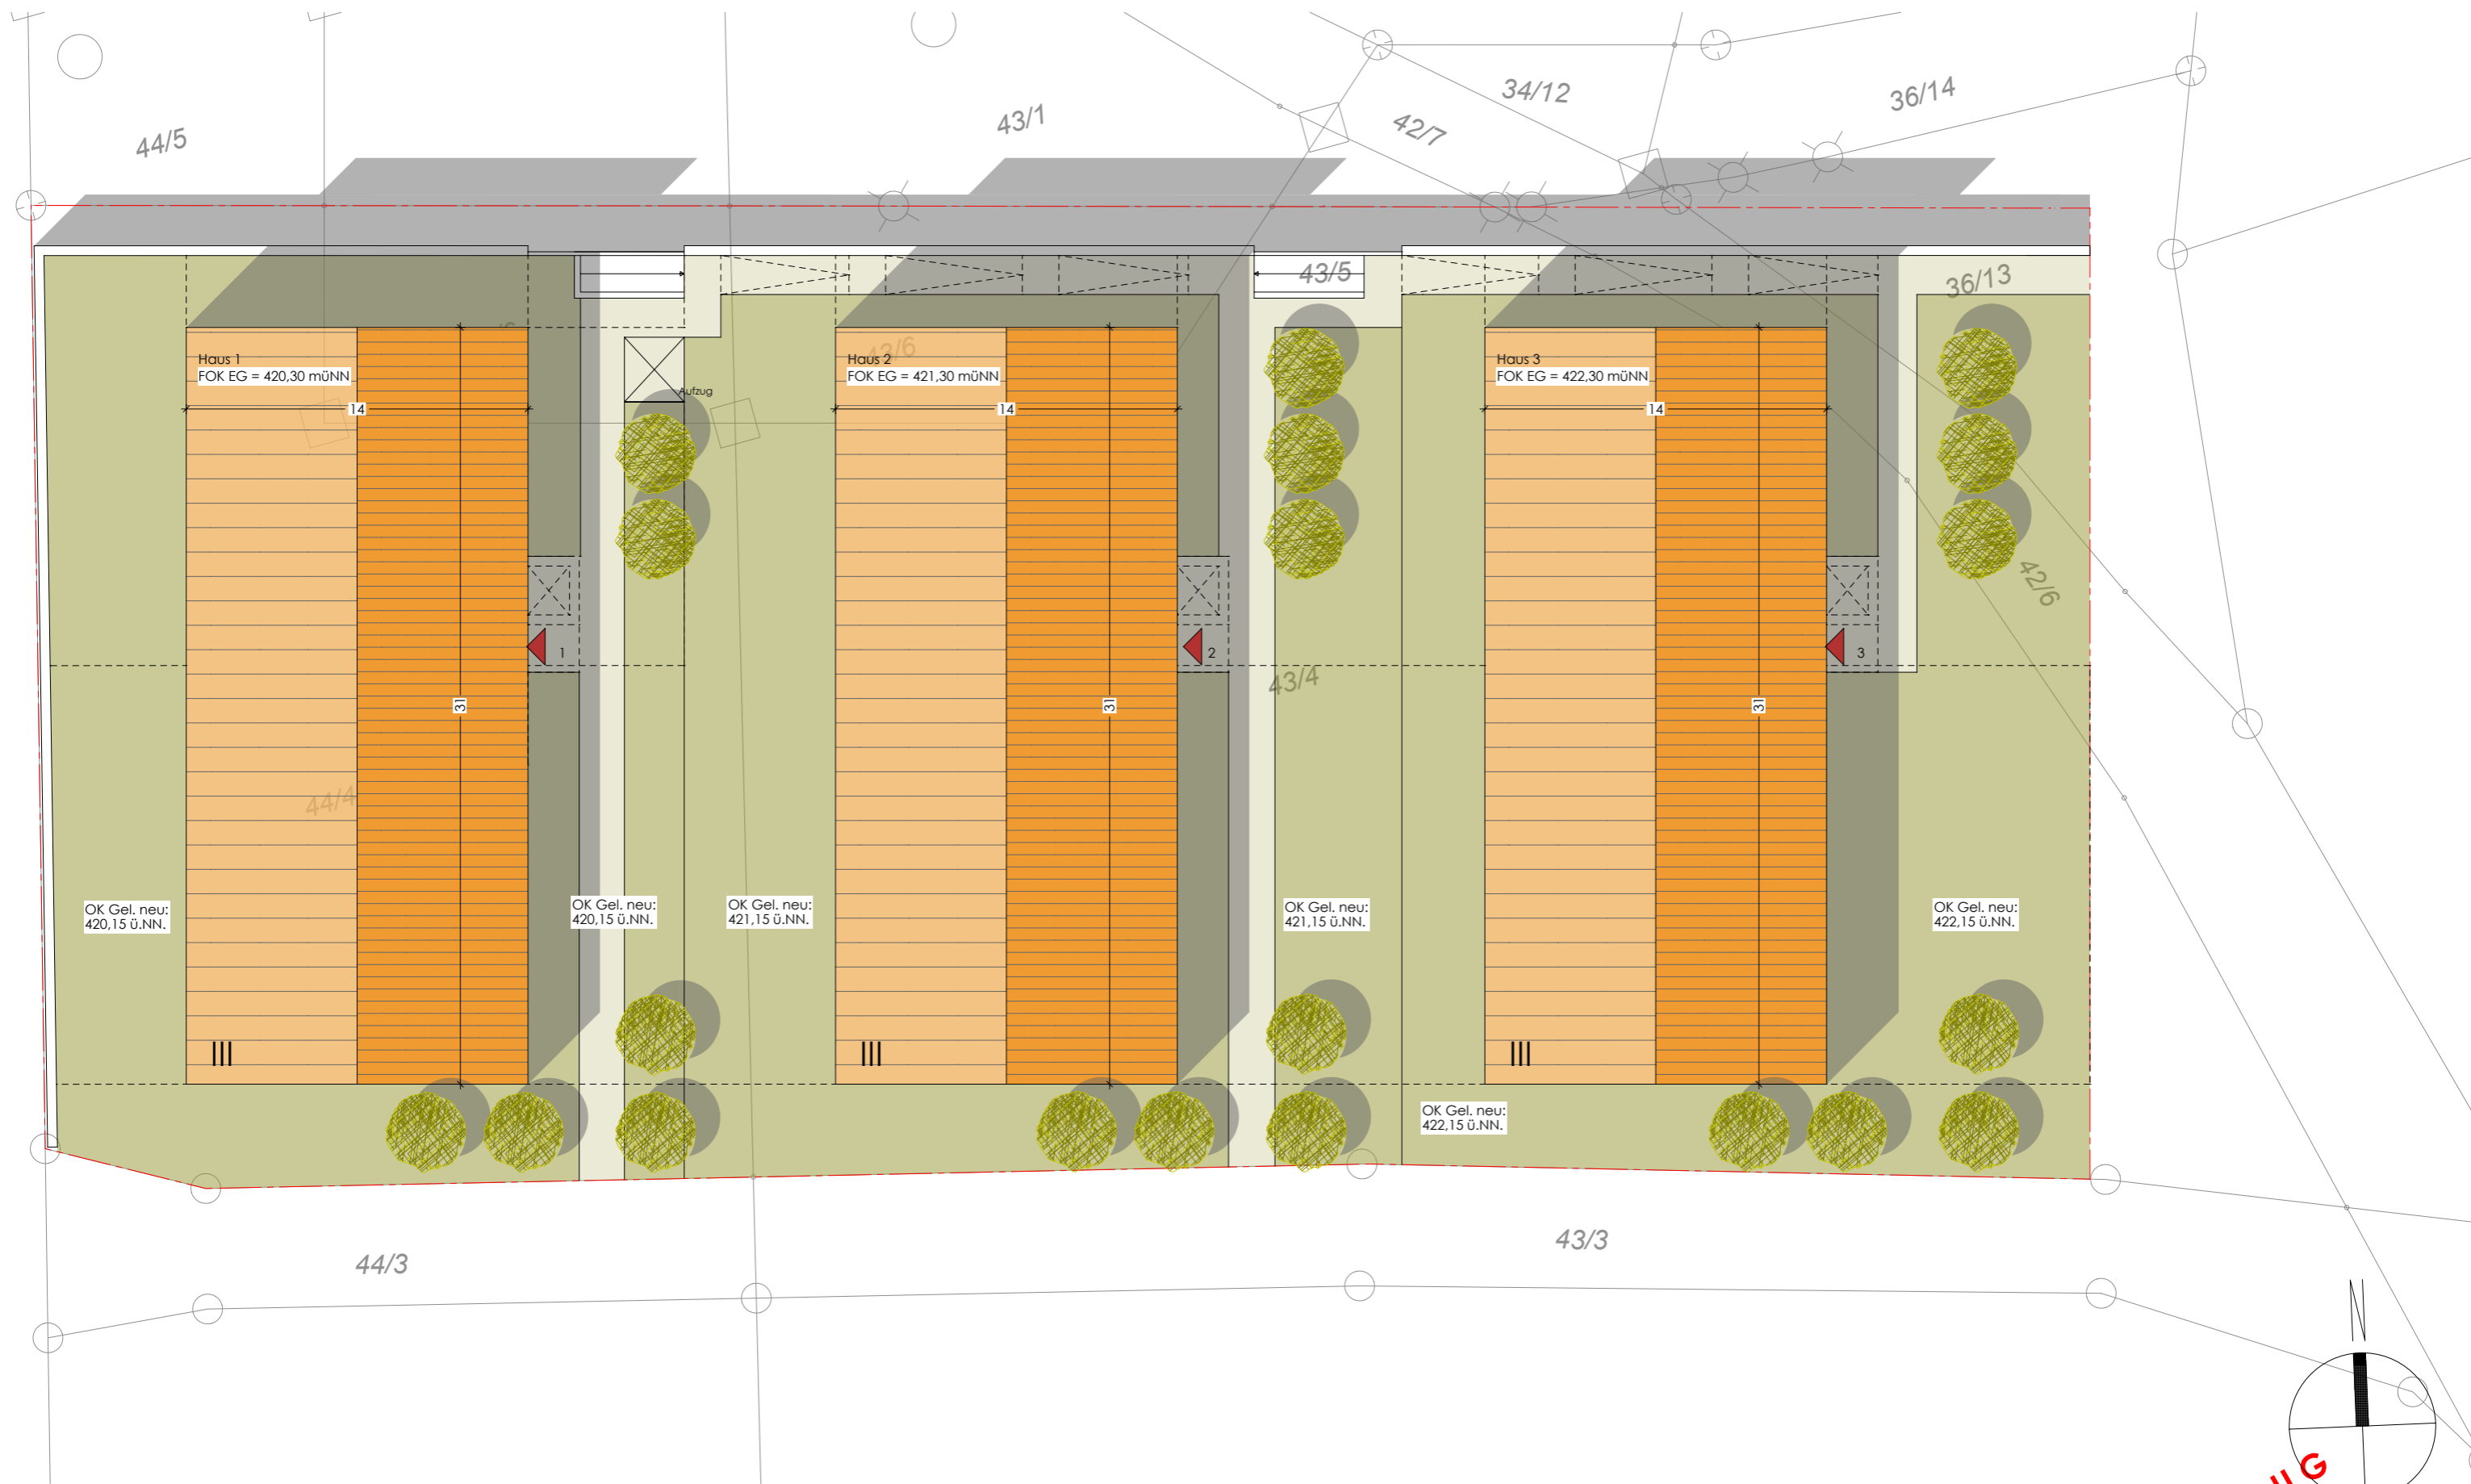 44/5
43/1
34/12
36/14
42/7
43/5
36/13
Haus 1
FOK EG = 420,30 müNN
43/6
Haus 2
FOK EG = 421,30 müNN
Haus 3
FOK EG = 422,30 müNN
Aufzug
14
14
14
42/6
1
2
3
43/4
31
31
31
44/4
OK Gel. neu:
420,15 ü.NN.
OK Gel. neu:
420,15 ü.NN.
OK Gel. neu:
421,15 ü.NN.
OK Gel. neu:
421,15 ü.NN.
OK Gel. neu:
422,15 ü.NN.
III
III
III
OK Gel. neu:
422,15 ü.NN.
44/3
43/3